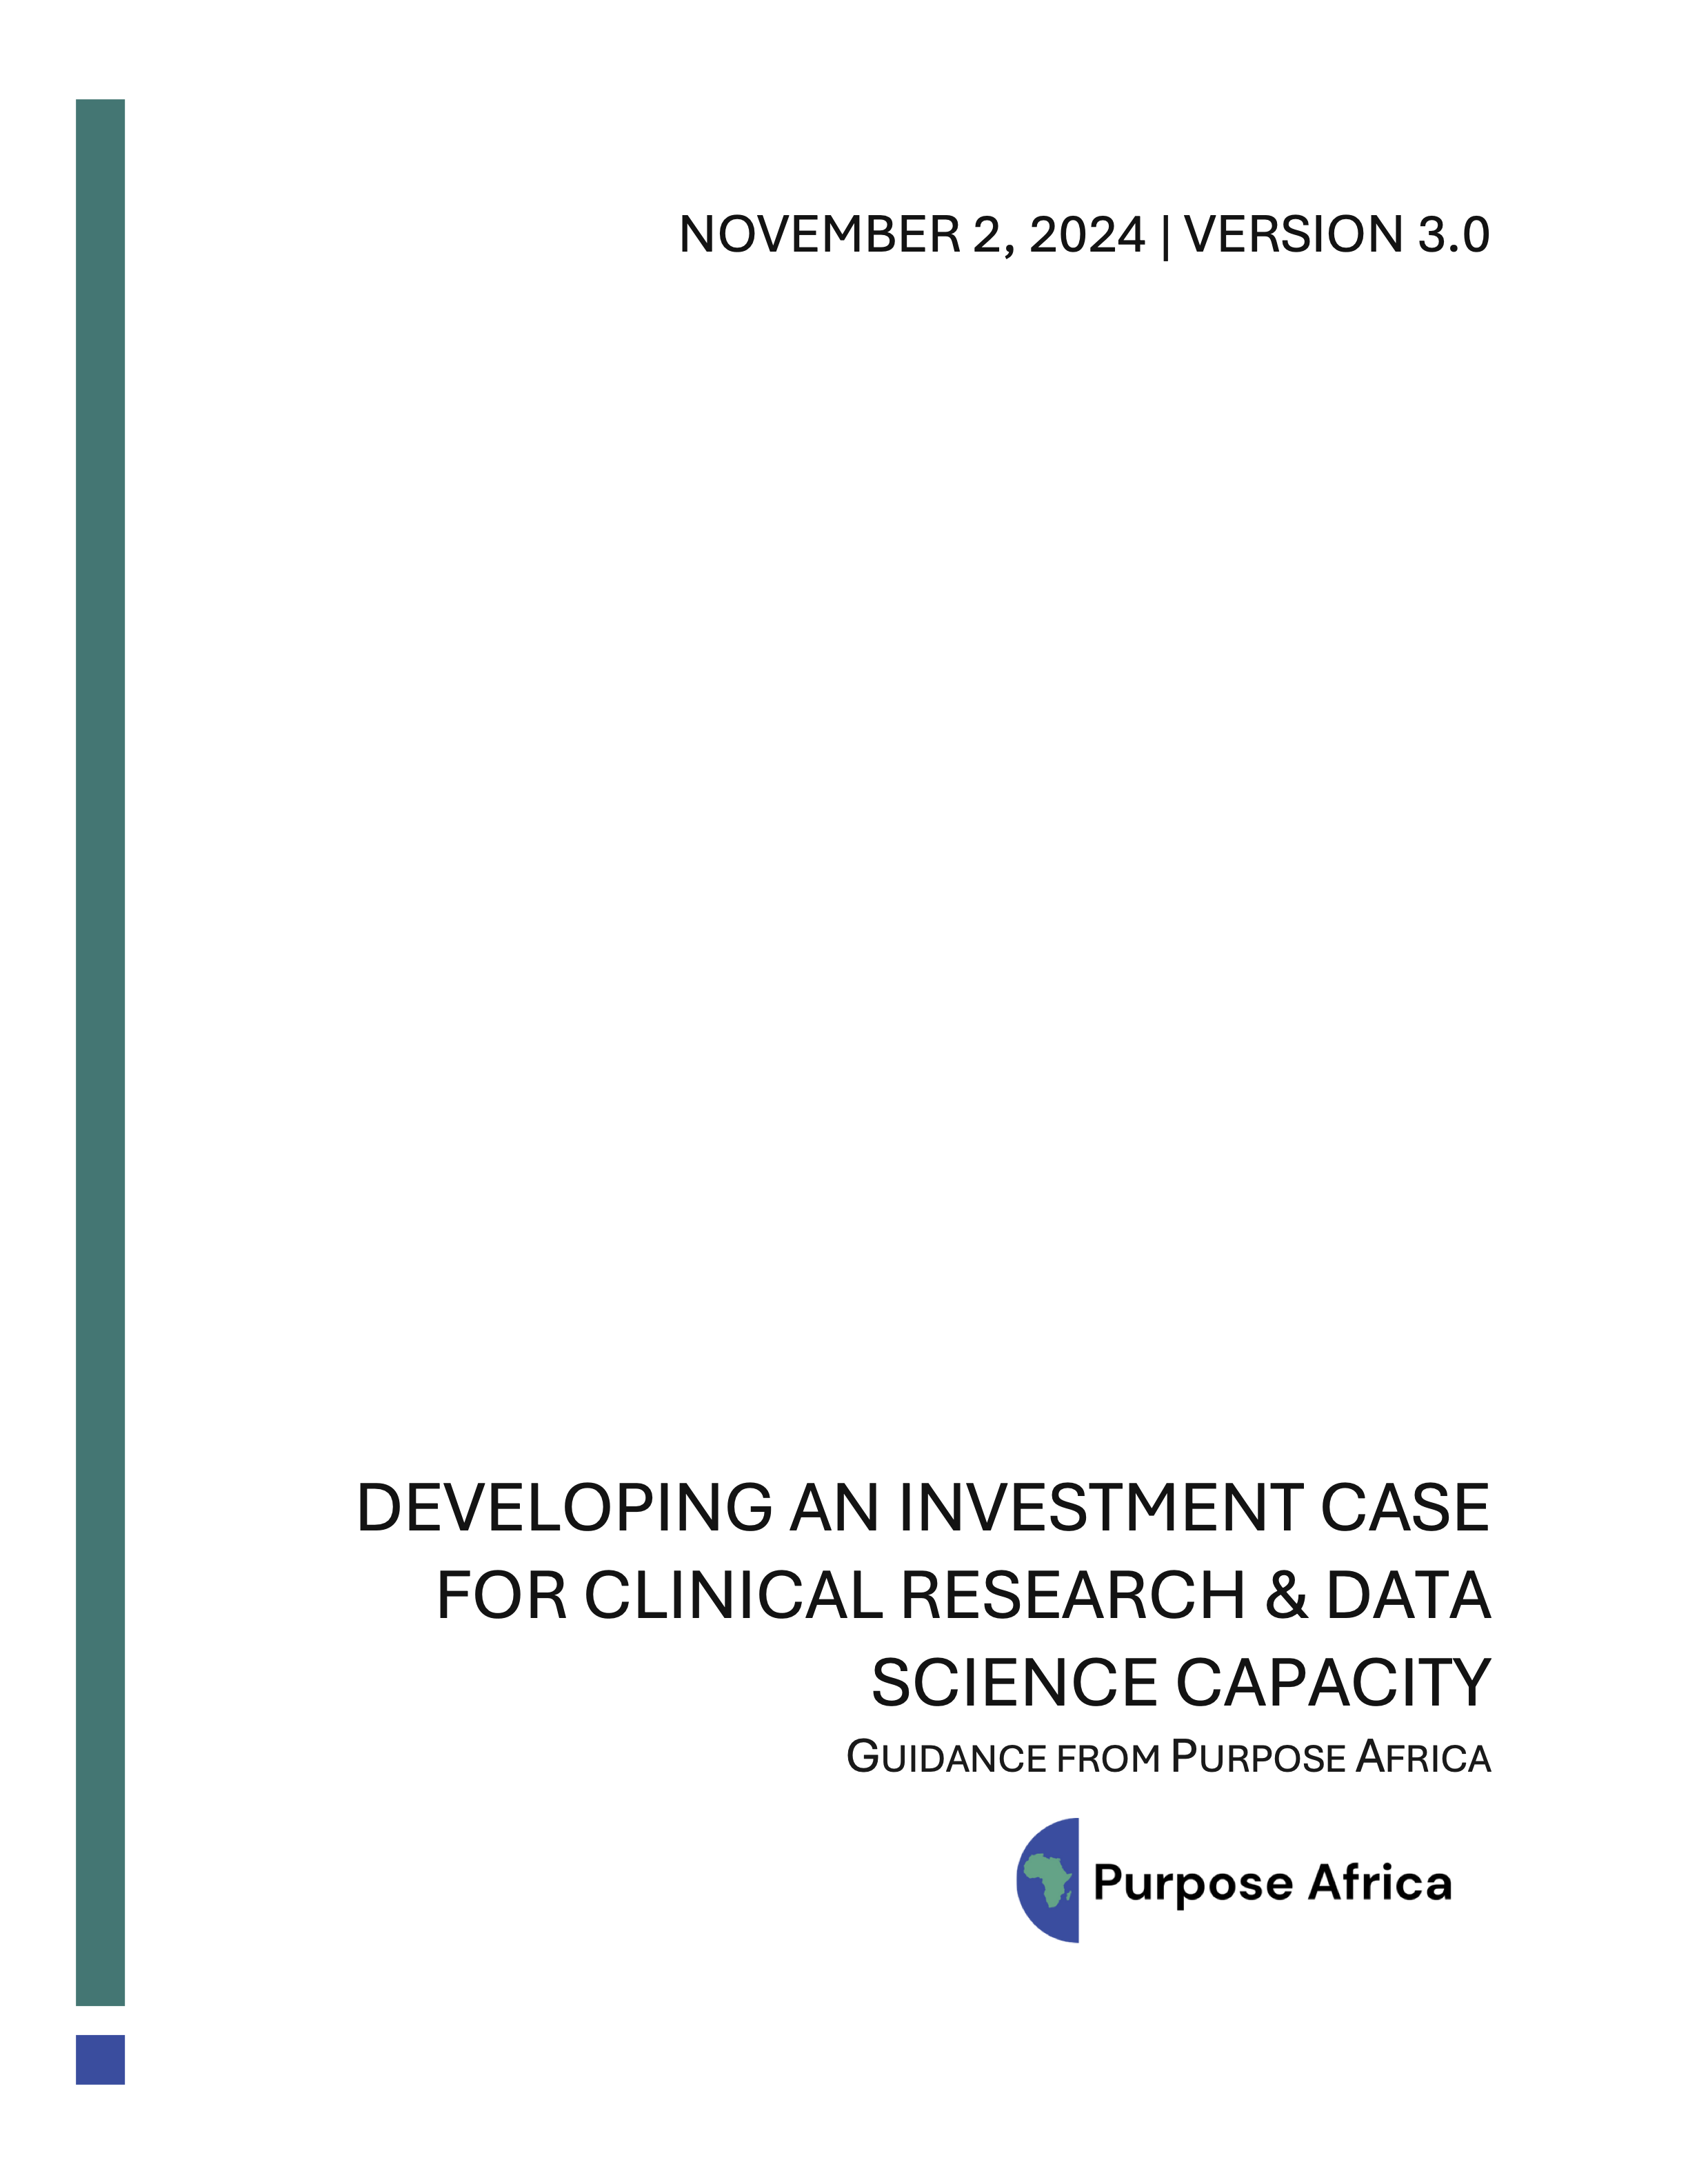 NOVEMBER 2, 2024 | VERSION 3.0
DEVELOPING AN INVESTMENT CASE
FOR CLINICAL RESEARCH & DATA
SCIENCE CAPACITY
GUIDANCE FROM PURPOSE AFRICA
Purpose Africa